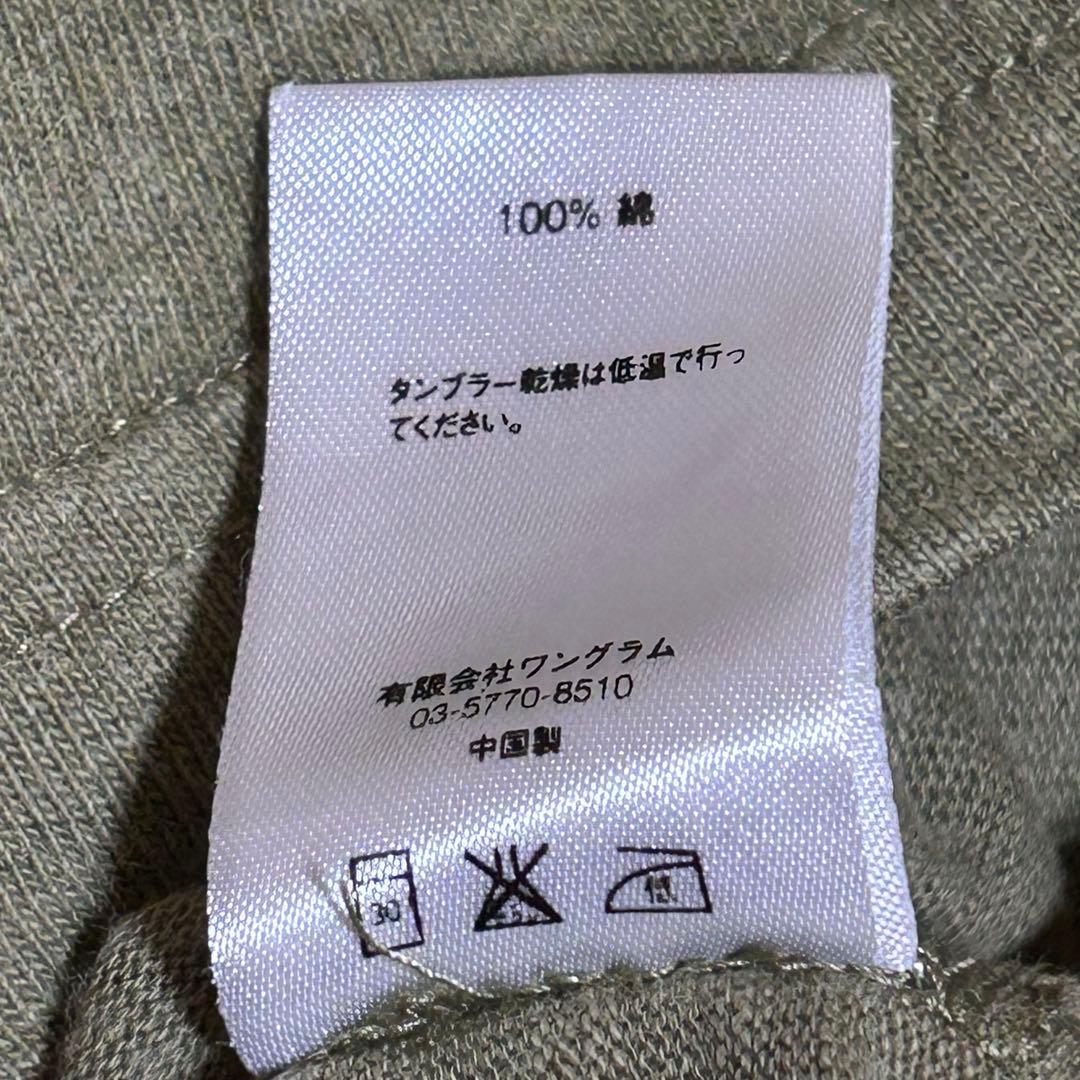 100% 綿
タンブラー乾燥は低温で行っ
てください。
有限会社ワングラム
03-5770-8510
中国製
30
低